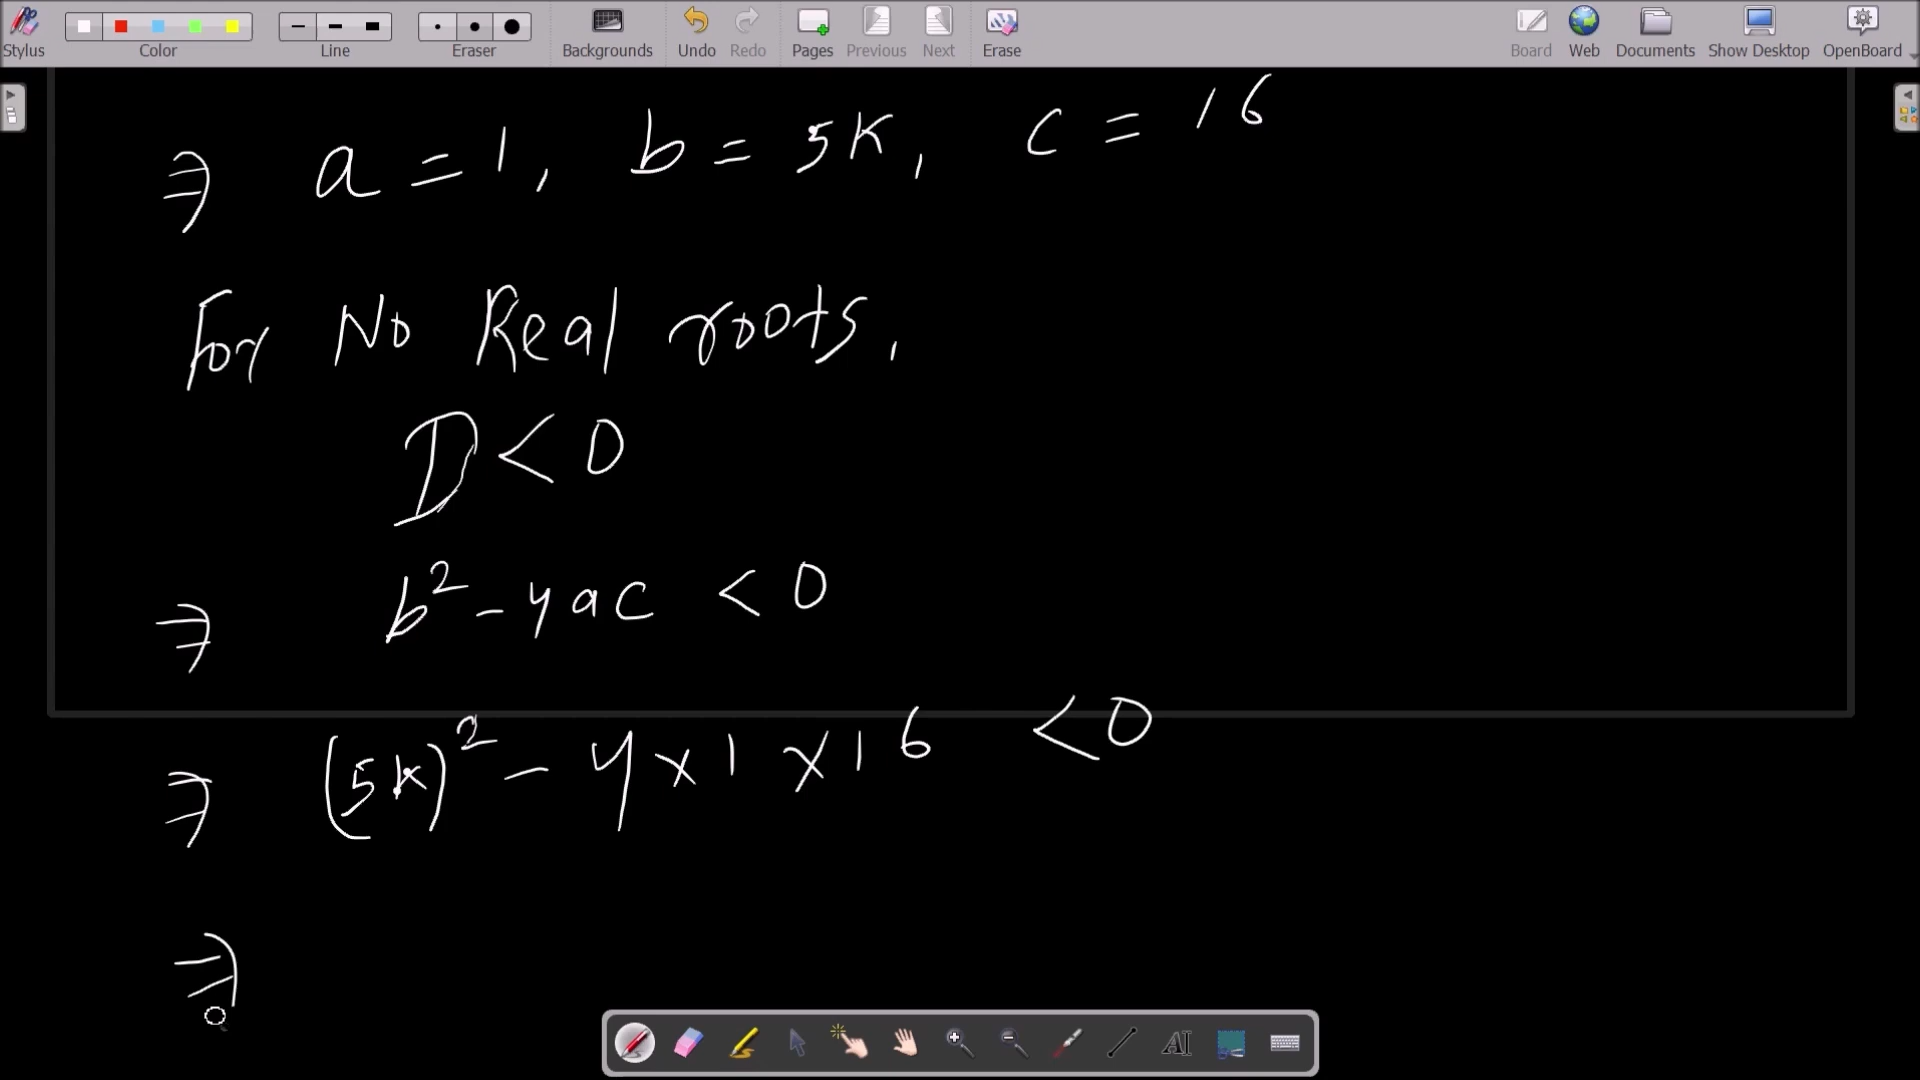 Stylus Color Line Eraser Backgrounds Undo Redo Pages Previous Next Erase Board Web Documents Show Desktop OpenBoard
⇒ a = 1, b = 5K, c = 16
For No Real roots,
D < 0
⇒ b² - 4ac < 0
⇒ (5K)² - 4 × 1 × 16 < 0
⇒
AI